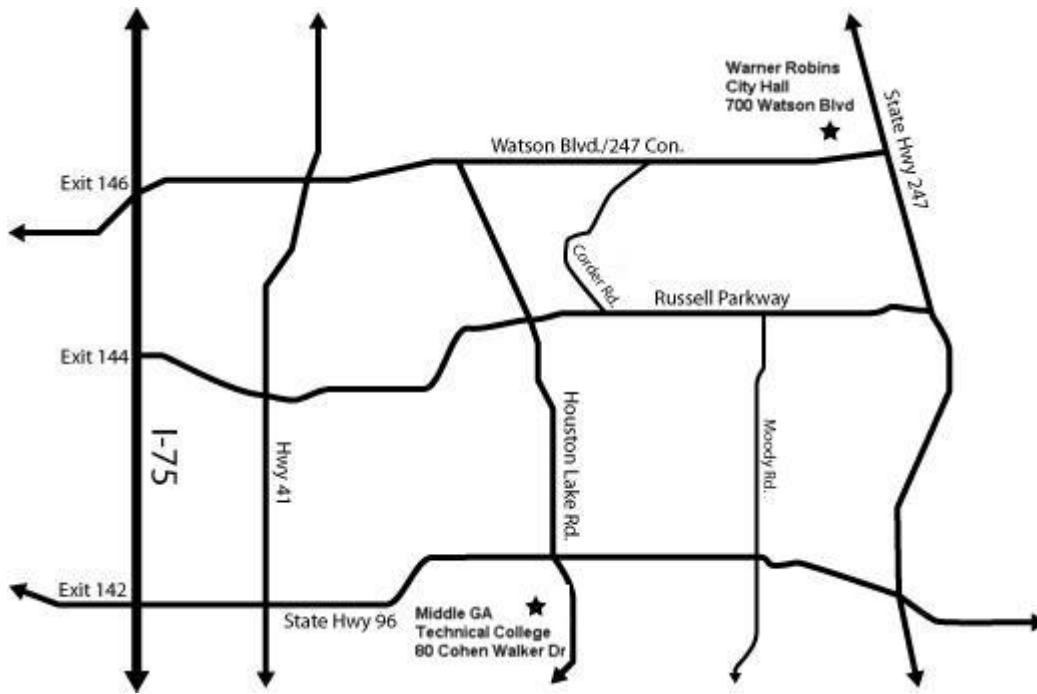 Warner Robins
City Hall
700 Watson Blvd
State Hwy 247
Watson Blvd./247 Con.
Exit 146
Corder Rd.
Russell Parkway
Exit 144
I-75
Hwy 41
Houston Lake Rd.
Moody Rd.
Exit 142
State Hwy 96
Middle GA
Technical College
80 Cohen Walker Dr